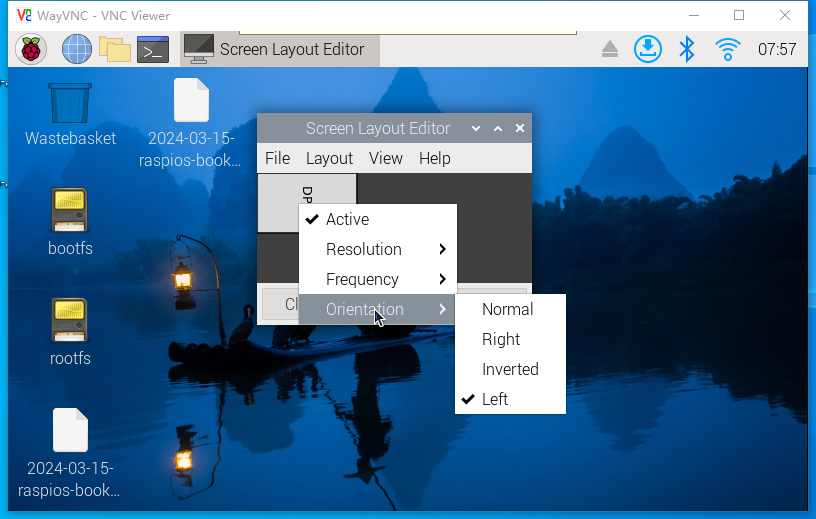 WayVNC - VNC Viewer
Screen Layout Editor
07:57
Wastebasket
2024-03-15-
raspios-book...
bootfs
rootfs
2024-03-15-
raspios-book...
Screen Layout Editor
File Layout View Help
DP
Active
Resolution
Frequency
Orientation
Cl
Normal
Right
Inverted
Left